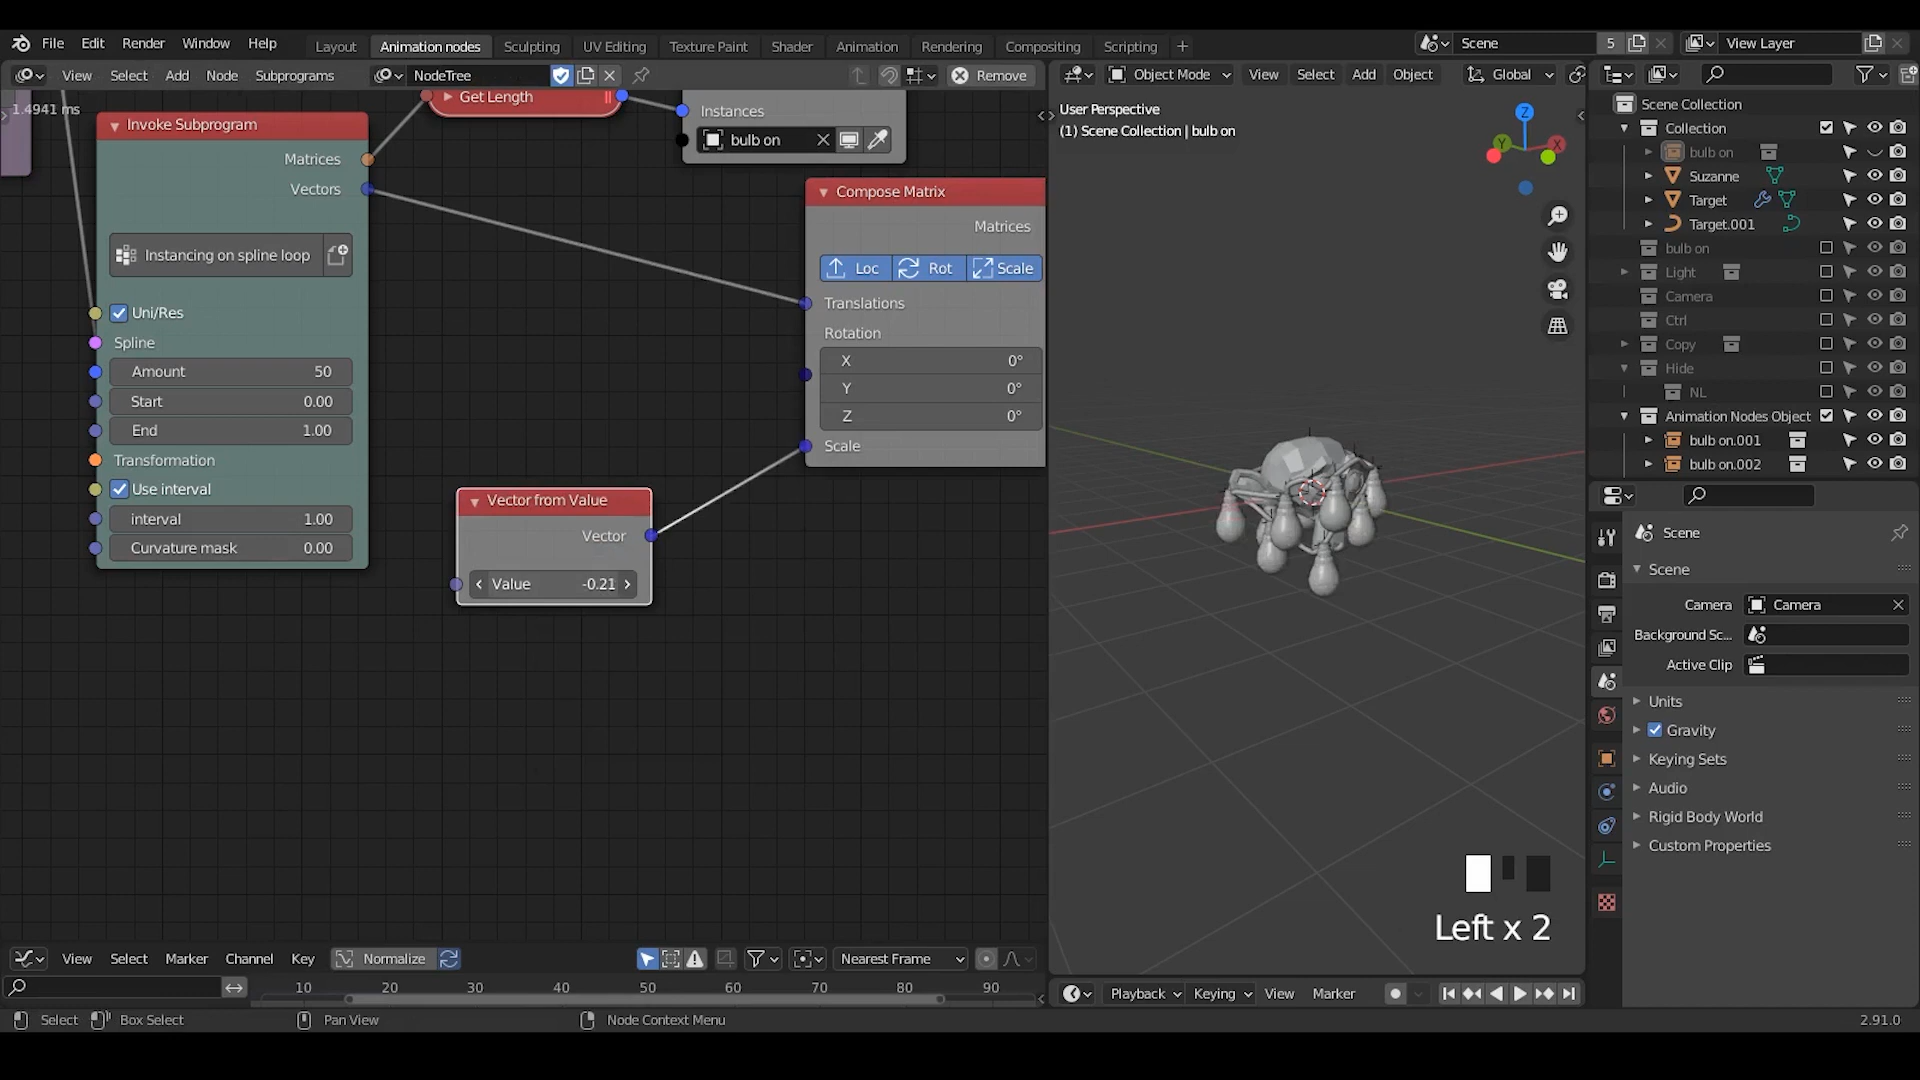 File Edit Render Window Help Layout Animation nodes Sculpting UV Editing Texture Paint Shader Animation Rendering Compositing Scripting + Scene 5 View Layer
View Select Add Node Subprograms NodeTree Remove Object Mode View Select Add Object Global
1.4941 ms
Get Length
Instances
bulb on
Invoke Subprogram
Matrices
Vectors
Instancing on spline loop
Uni/Res
Spline
Amount 50
Start 0.00
End 1.00
Transformation
Use interval
interval 1.00
Curvature mask 0.00
Vector from Value
Vector
Value -0.21
Compose Matrix
Matrices
Loc Rot Scale
Translations
Rotation
X 0°
Y 0°
Z 0°
Scale
User Perspective
(1) Scene Collection | bulb on
Z
Y
X
Left x 2
Scene Collection
Collection
bulb on
Suzanne
Target
Target.001
bulb on
Light
Camera
Ctrl
Copy
Hide
NL
Animation Nodes Object
bulb on.001
bulb on.002
Scene
Scene
Camera Camera
Background Sc...
Active Clip
Units
Gravity
Keying Sets
Audio
Rigid Body World
Custom Properties
View Select Marker Channel Key Normalize Nearest Frame
10 20 30 40 50 60 70 80 90
Playback Keying View Marker
Select Box Select Pan View Node Context Menu 2.91.0